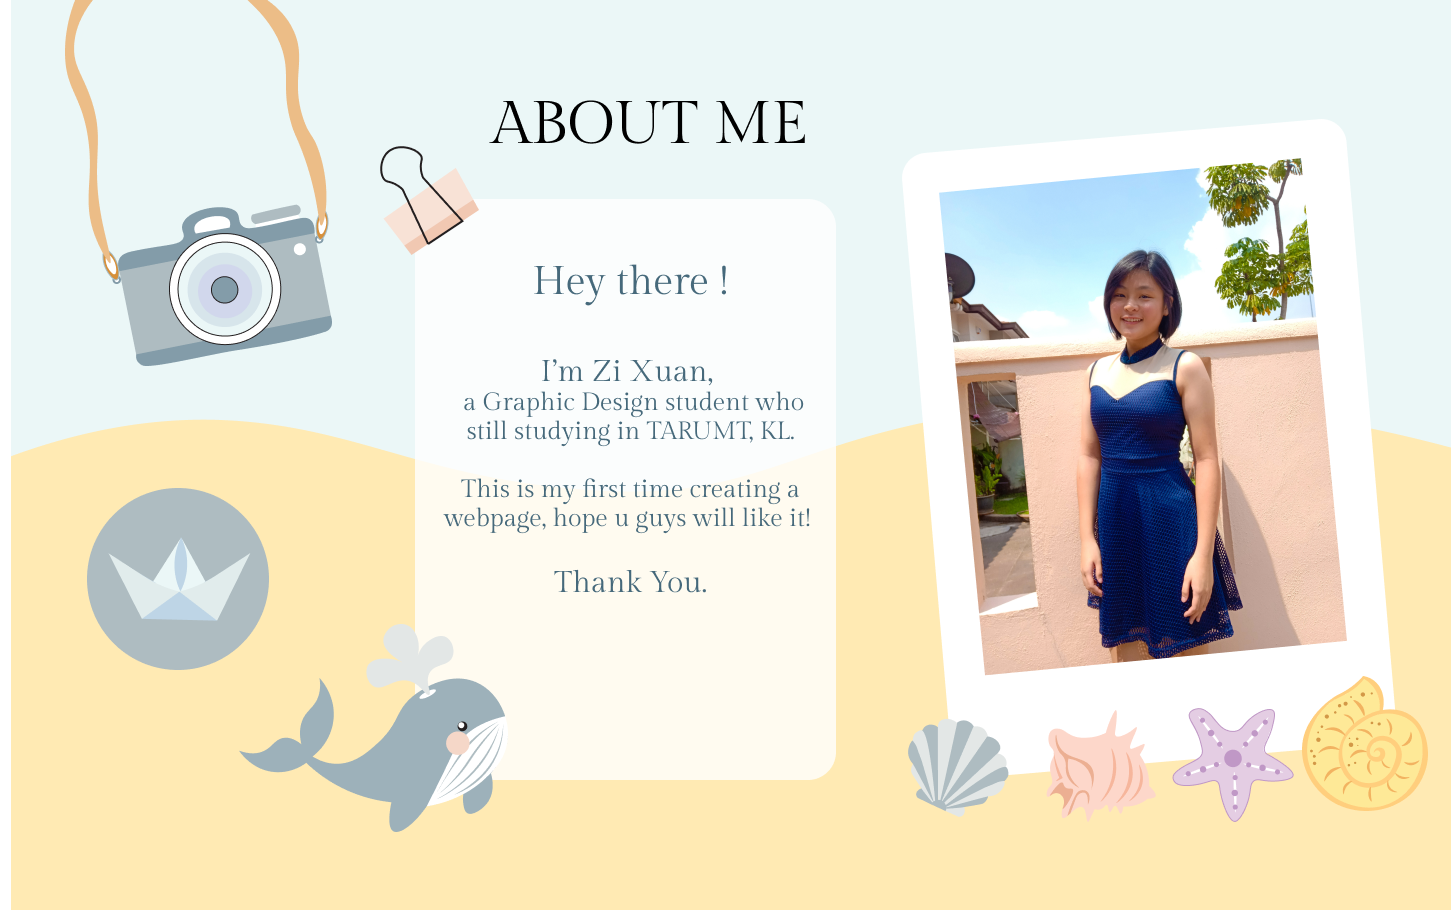 ABOUT ME
Hey there !
I’m Zi Xuan,
a Graphic Design student who
still studying in TARUMT, KL.
This is my first time creating a
webpage, hope u guys will like it!
Thank You.